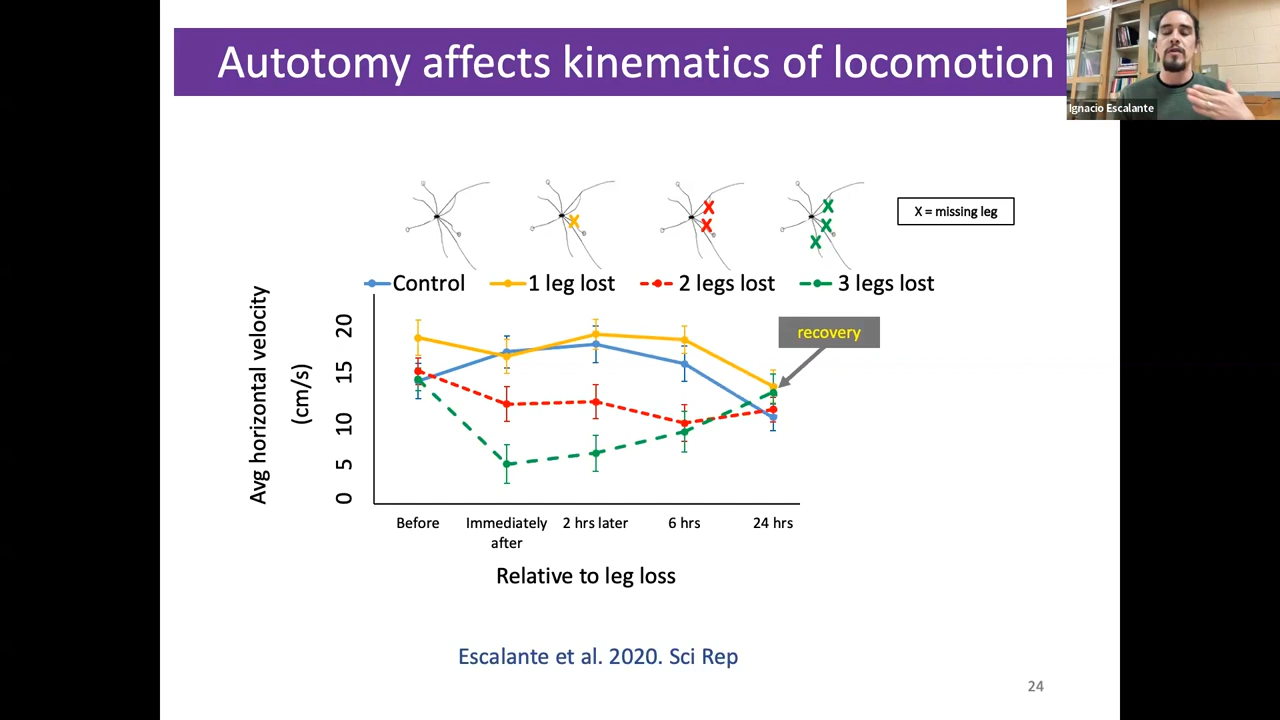 Autotomy affects kinematics of locomotion
Ignacio Escalante
X
X
X
X
X
X
X = missing leg
Control
1 leg lost
2 legs lost
3 legs lost
Avg horizontal velocity
(cm/s)
20
15
10
5
0
recovery
Before
Immediately
after
2 hrs later
6 hrs
24 hrs
Relative to leg loss
Escalante et al. 2020. Sci Rep
24